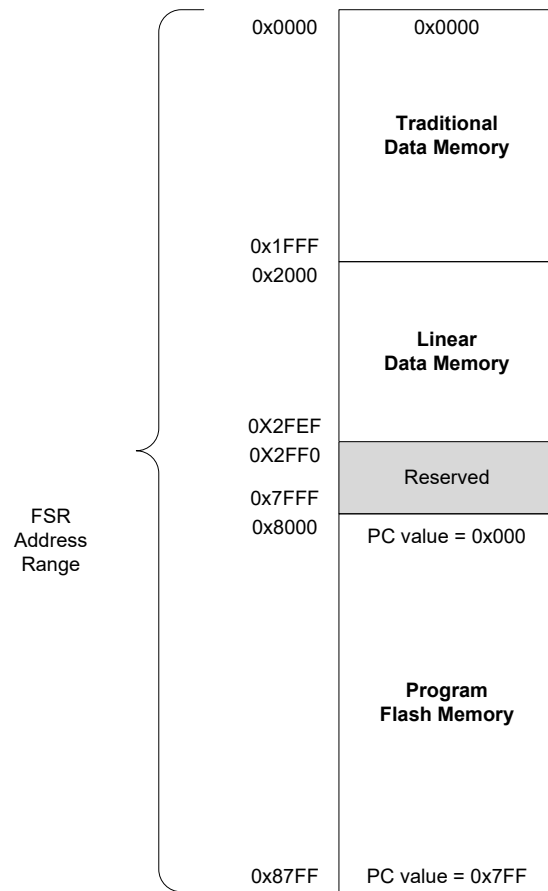 0x0000
0x0000
Traditional
Data Memory
0x1FFF
0x2000
Linear
Data Memory
0X2FEF
0X2FF0
Reserved
0x7FFF
FSR
Address
Range
0x8000
PC value = 0x000
Program
Flash Memory
0x87FF
PC value = 0x7FF